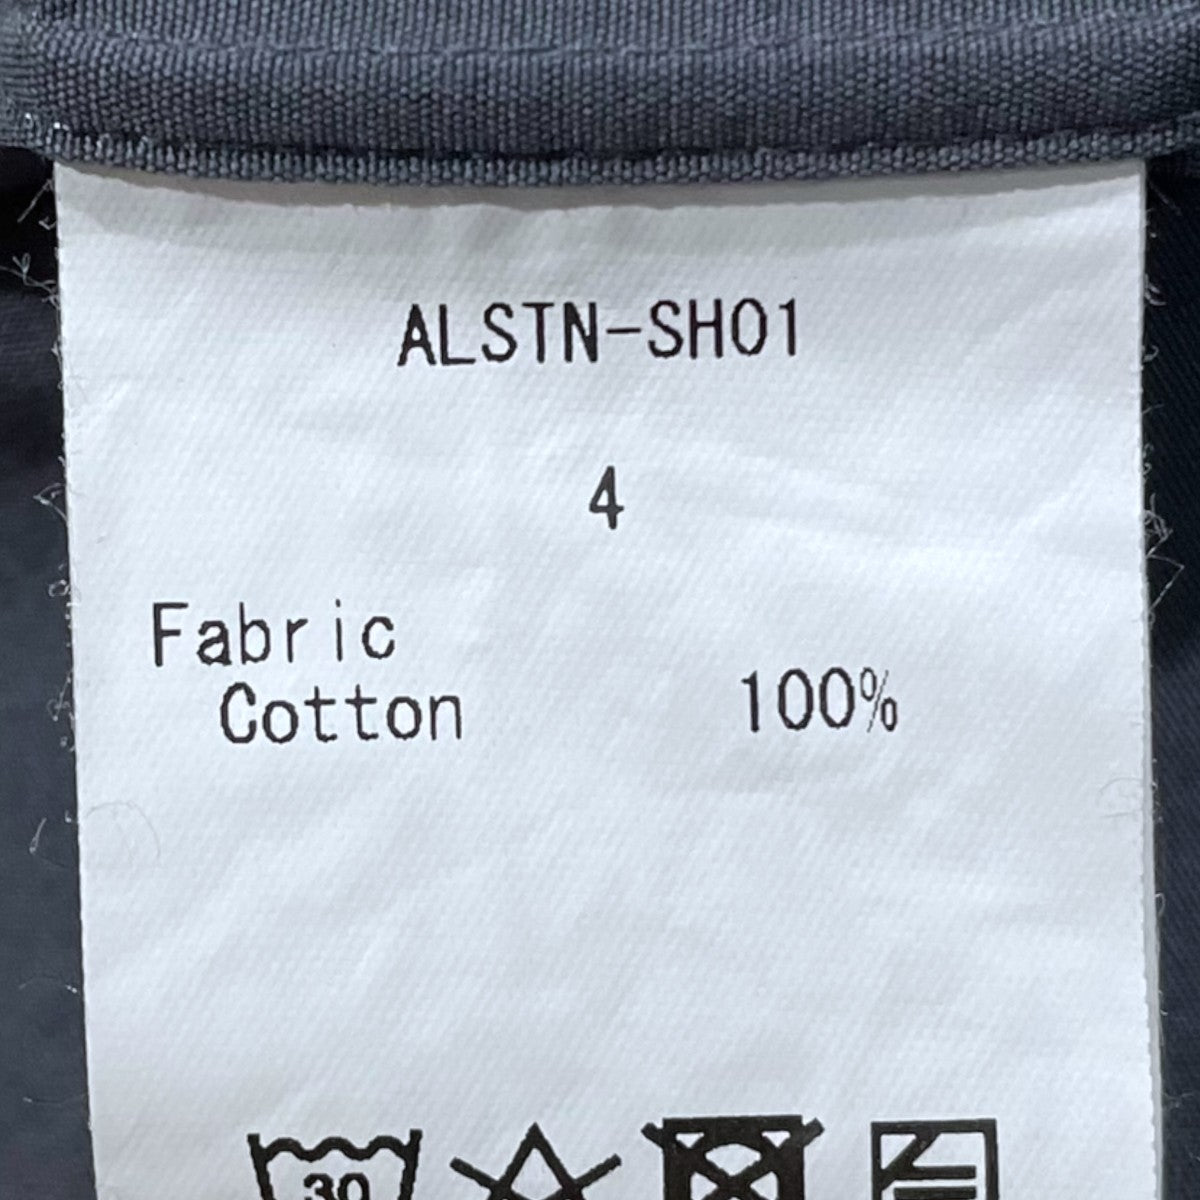 ALSTN-SH01
4
Fabric
Cotton 100%
30